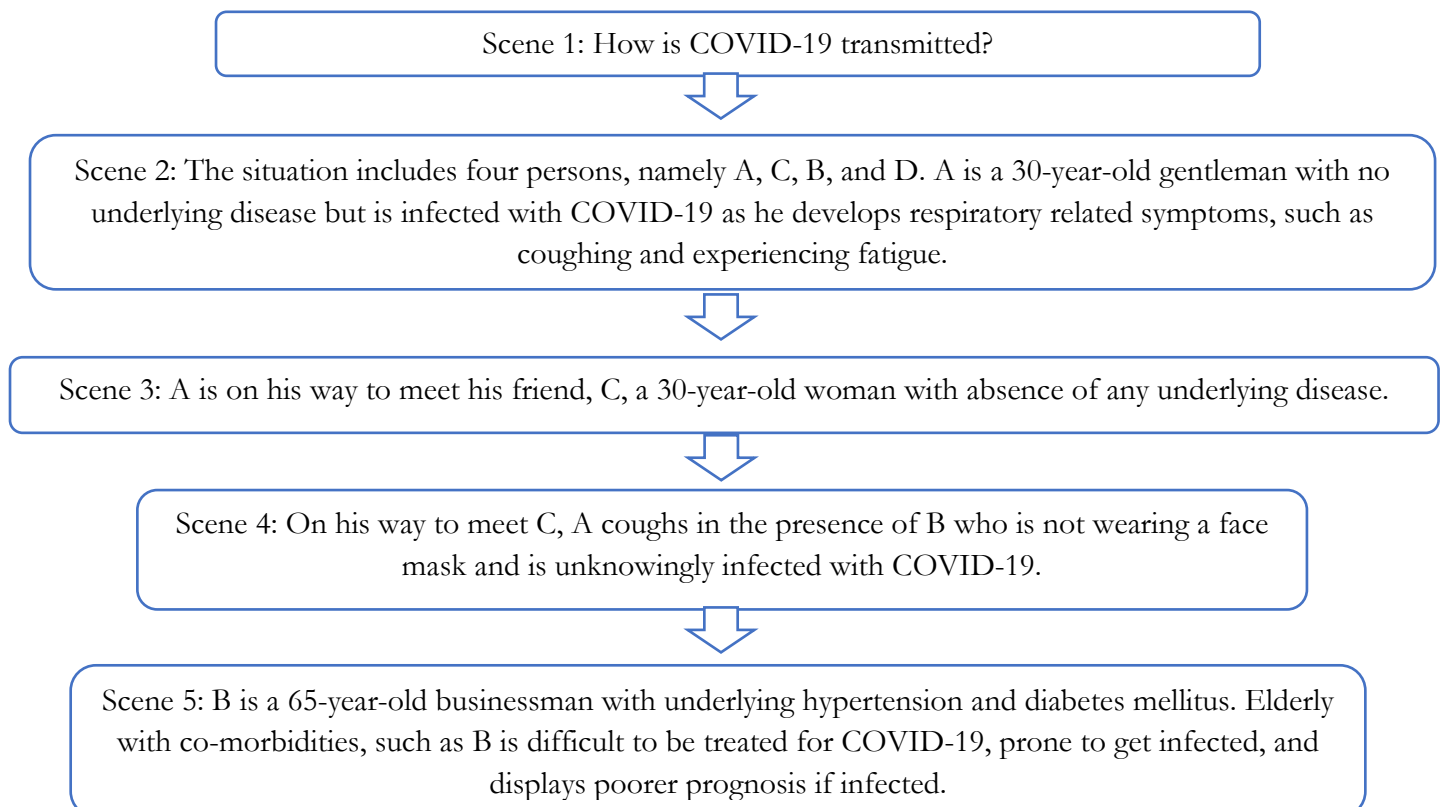 Scene 1: How is COVID-19 transmitted?
Scene 2: The situation includes four persons, namely A, C, B, and D. A is a 30-year-old gentleman with no
underlying disease but is infected with COVID-19 as he develops respiratory related symptoms, such as
coughing and experiencing fatigue.
Scene 3: A is on his way to meet his friend, C, a 30-year-old woman with absence of any underlying disease.
Scene 4: On his way to meet C, A coughs in the presence of B who is not wearing a face
mask and is unknowingly infected with COVID-19.
Scene 5: B is a 65-year-old businessman with underlying hypertension and diabetes mellitus. Elderly
with co-morbidities, such as B is difficult to be treated for COVID-19, prone to get infected, and
displays poorer prognosis if infected.